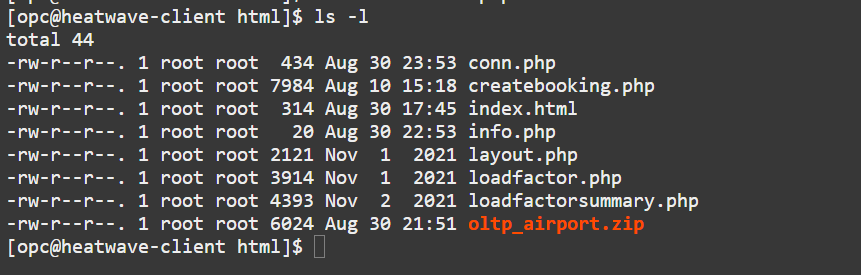 [opc@heatwave-client html]$ ls -l
total 44
-rw-r--r--. 1 root root  434 Aug 30 23:53 conn.php
-rw-r--r--. 1 root root 7984 Aug 10 15:18 createbooking.php
-rw-r--r--. 1 root root  314 Aug 30 17:45 index.html
-rw-r--r--. 1 root root   20 Aug 30 22:53 info.php
-rw-r--r--. 1 root root 2121 Nov  1  2021 layout.php
-rw-r--r--. 1 root root 3914 Nov  1  2021 loadfactor.php
-rw-r--r--. 1 root root 4393 Nov  2  2021 loadfactorsummary.php
-rw-r--r--. 1 root root 6024 Aug 30 21:51 oltp_airport.zip
[opc@heatwave-client html]$